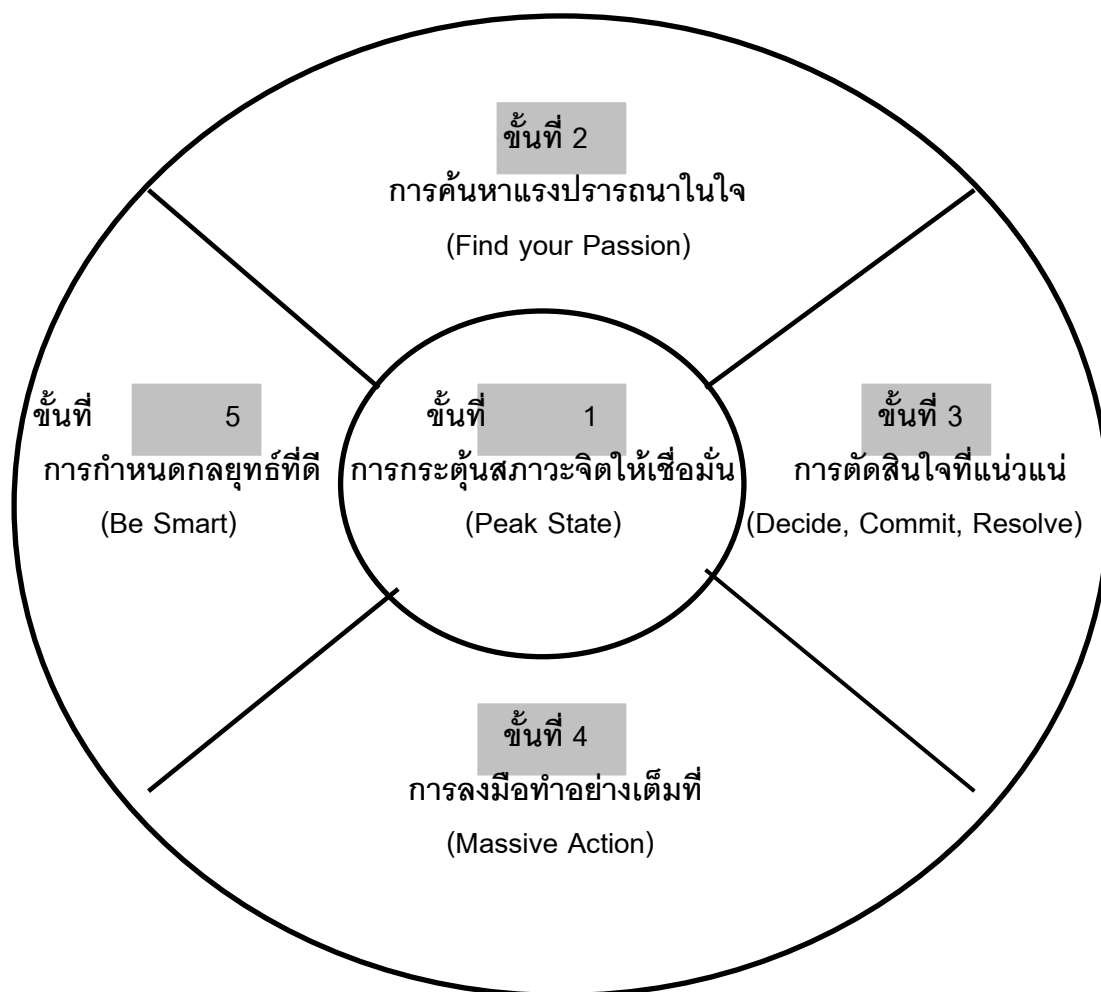 ขั้นที่ 2
การค้นหาแรงปรารถนาในใจ
(Find your Passion)
ขั้นที่ 5
การกำหนดกลยุทธ์ที่ดี
(Be Smart)
ขั้นที่ 1
การกระตุ้นสภาวะจิตให้เชื่อมั่น
(Peak State)
ขั้นที่ 3
การตัดสินใจที่แน่วแน่
(Decide, Commit, Resolve)
ขั้นที่ 4
การลงมือทำอย่างเต็มที่
(Massive Action)